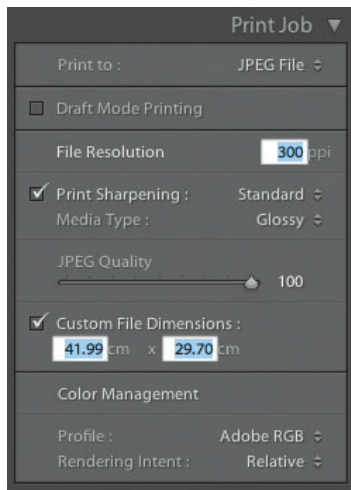 Print Job
Print to : JPEG File
Draft Mode Printing
File Resolution 300 ppi
Print Sharpening : Standard
Media Type : Glossy
JPEG Quality
100
Custom File Dimensions :
41.99 cm x 29.70 cm
Color Management
Profile : Adobe RGB
Rendering Intent : Relative